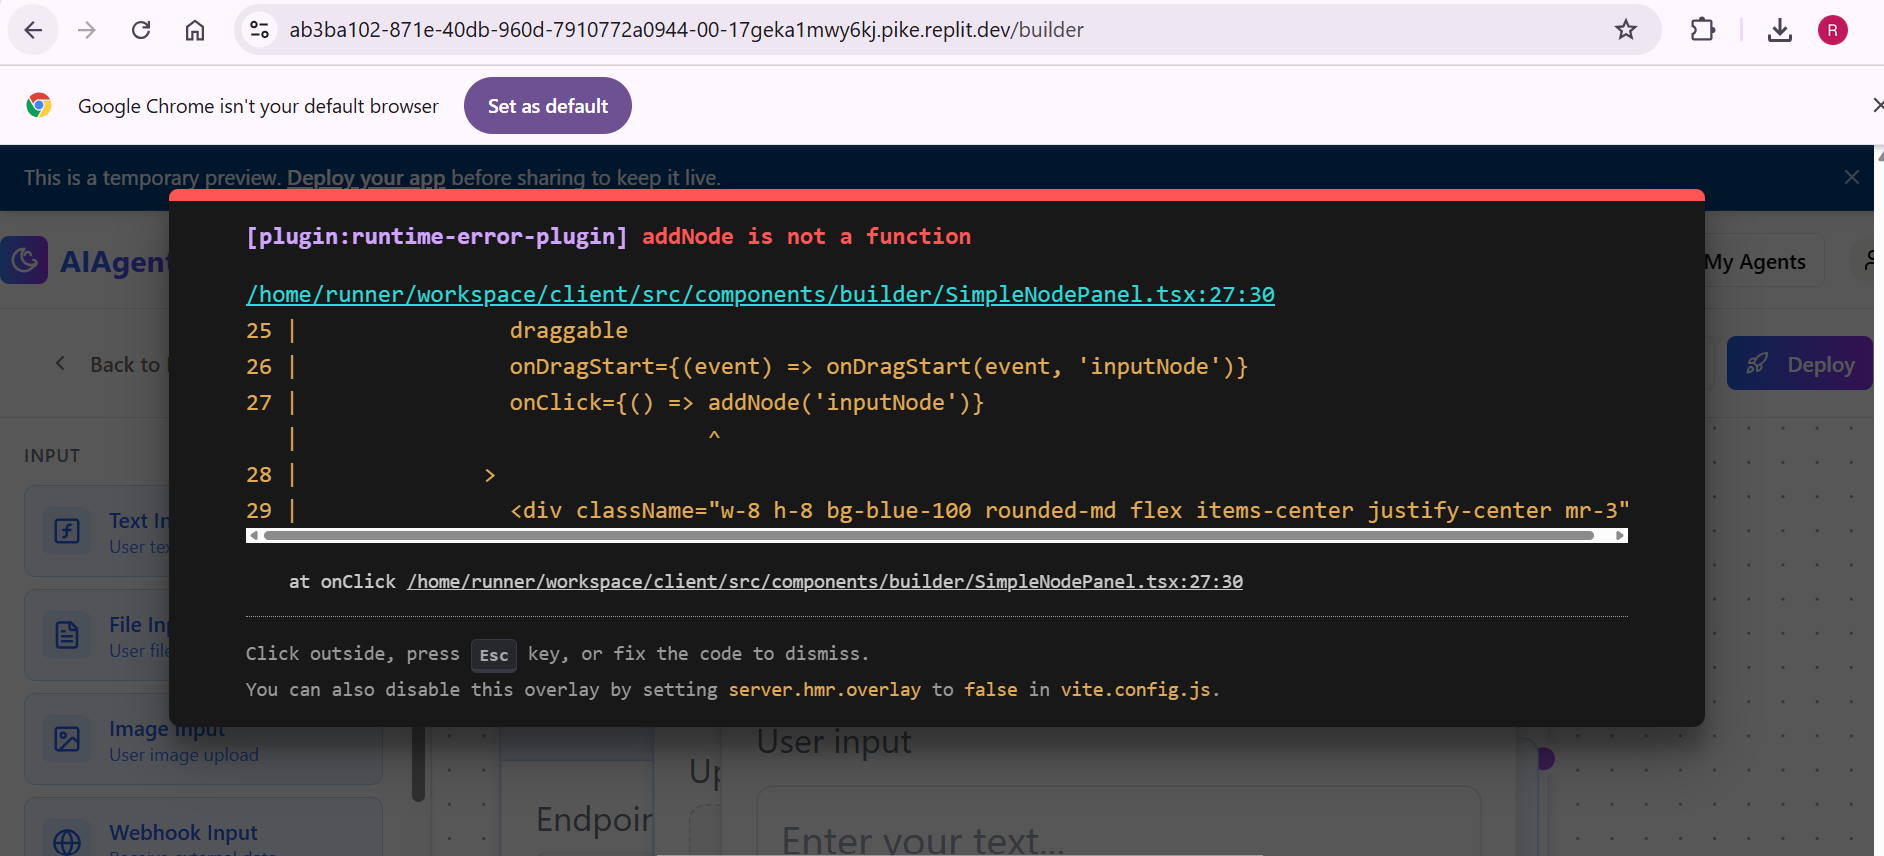 ab3ba102-871e-40db-960d-7910772a0944-00-17geka1mwy6kj.pike.replit.dev/builder
R
Google Chrome isn't your default browser
Set as default
This is a temporary preview. Deploy your app before sharing to keep it live.
AIAgent
My Agents
[plugin:runtime-error-plugin] addNode is not a function
/home/runner/workspace/client/src/components/builder/SimpleNodePanel.tsx:27:30
25 | draggable
26 | onDragStart={(event) => onDragStart(event, 'inputNode')}
27 | onClick={() => addNode('inputNode')}
| ^
28 | >
29 | <div className="w-8 h-8 bg-blue-100 rounded-md flex items-center justify-center mr-3"
at onClick /home/runner/workspace/client/src/components/builder/SimpleNodePanel.tsx:27:30
Click outside, press Esc key, or fix the code to dismiss.
You can also disable this overlay by setting server.hmr.overlay to false in vite.config.js.
Back to
Deploy
INPUT
Text In
User te
File In
User file
Image Input
User image upload
Webhook Input
Endpoin
Up
User input
Enter your text...